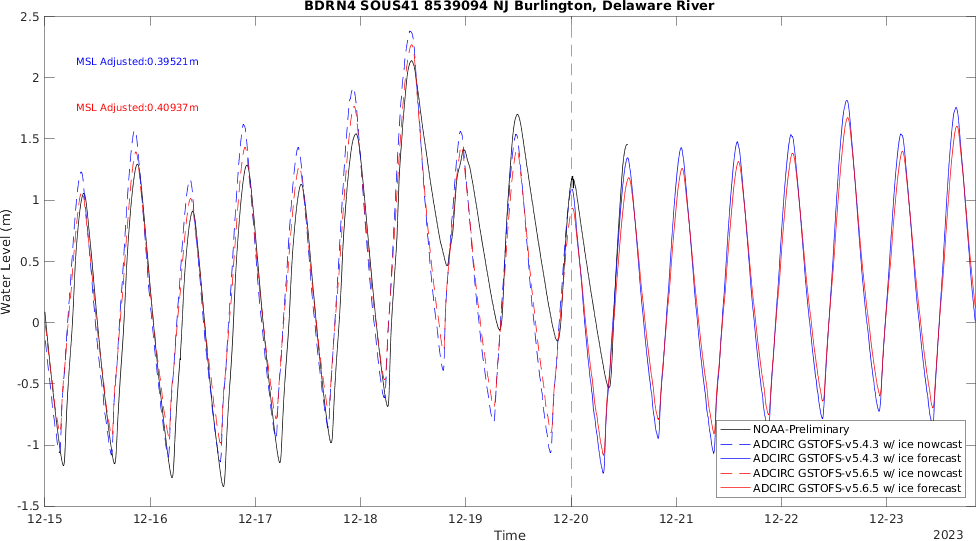 BDRN4 SOUS41 8539094 NJ Burlington, Delaware River
2.5
2
1.5
1
0.5
0
-0.5
-1
-1.5
Water Level (m)
MSL Adjusted:0.39521m
MSL Adjusted:0.40937m
NOAA-Preliminary
ADCIRC GSTOFS-v5.4.3 w/ ice nowcast
ADCIRC GSTOFS-v5.4.3 w/ ice forecast
ADCIRC GSTOFS-v5.6.5 w/ ice nowcast
ADCIRC GSTOFS-v5.6.5 w/ ice forecast
12-15 12-16 12-17 12-18 12-19 12-20 12-21 12-22 12-23
Time
2023